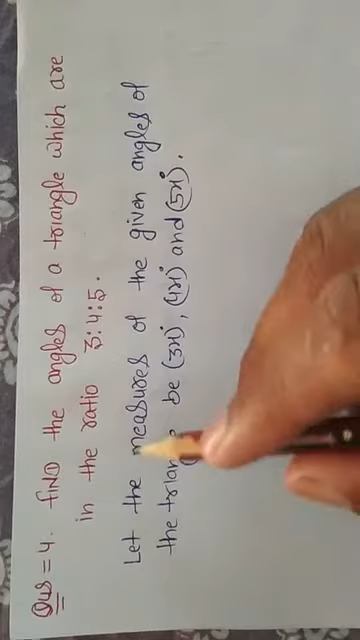 Qus = 4. FIND the angles of a triangle which are
in the ratio 3:4:5.
Let the measures of the given angles of
the trian be (3x)°, (4x)° and (5x)°.